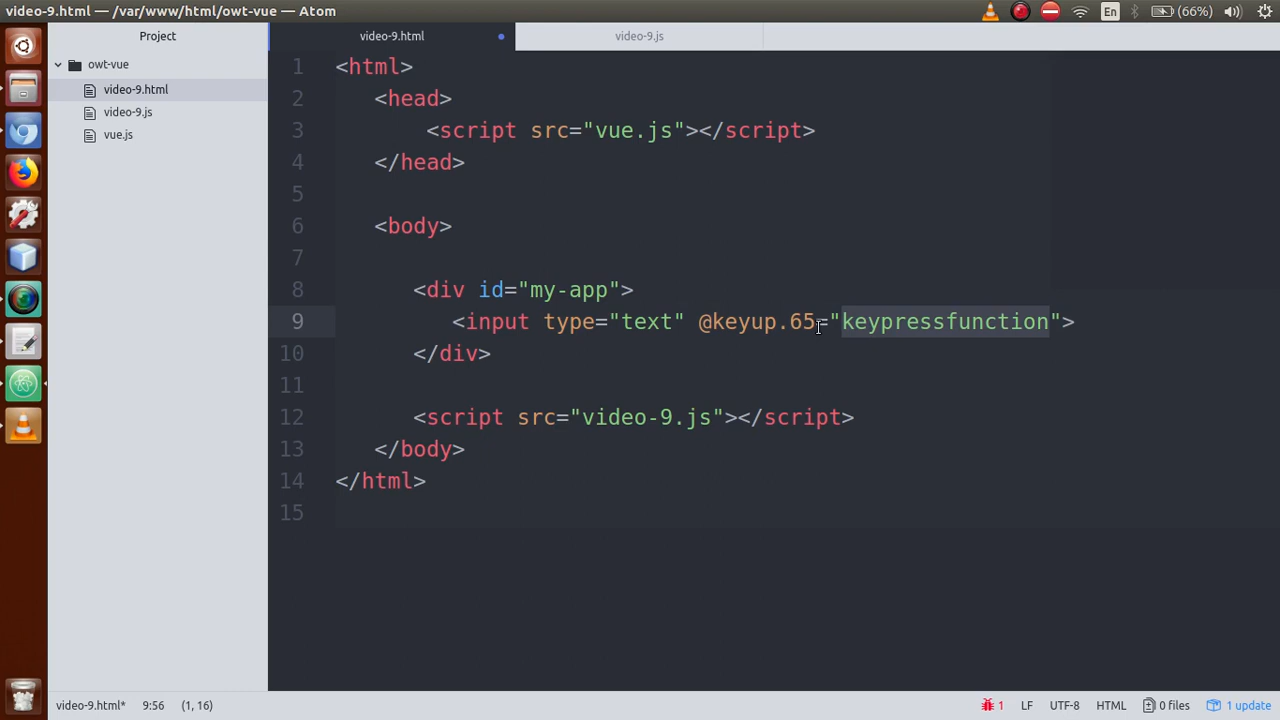 video-9.html — /var/www/html/owt-vue — Atom
En
(66%)
Project
owt-vue
video-9.html
video-9.js
vue.js
video-9.html
video-9.js
1 <html>
2 <head>
3 <script src="vue.js"></script>
4 </head>
5
6 <body>
7
8 <div id="my-app">
9 <input type="text" @keyup.65="keypressfunction">
10 </div>
11
12 <script src="video-9.js"></script>
13 </body>
14 </html>
15
video-9.html* 9:56 (1, 16)
1 LF UTF-8 HTML 0 files 1 update